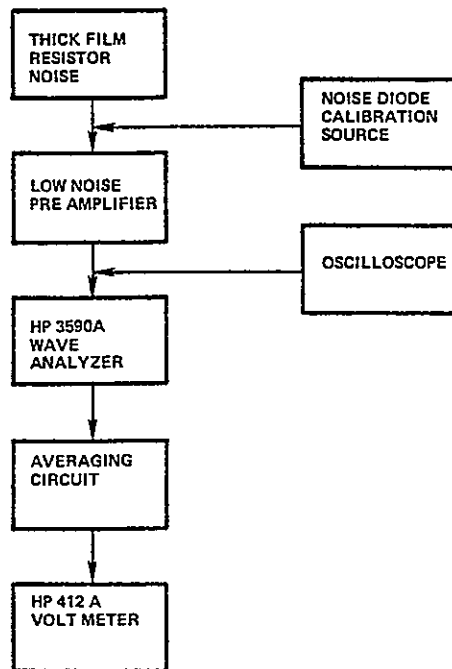 THICK FILM
RESISTOR
NOISE
NOISE DIODE
CALIBRATION
SOURCE
LOW NOISE
PRE AMPLIFIER
OSCILLOSCOPE
HP 3590A
WAVE
ANALYZER
AVERAGING
CIRCUIT
HP 412 A
VOLT METER